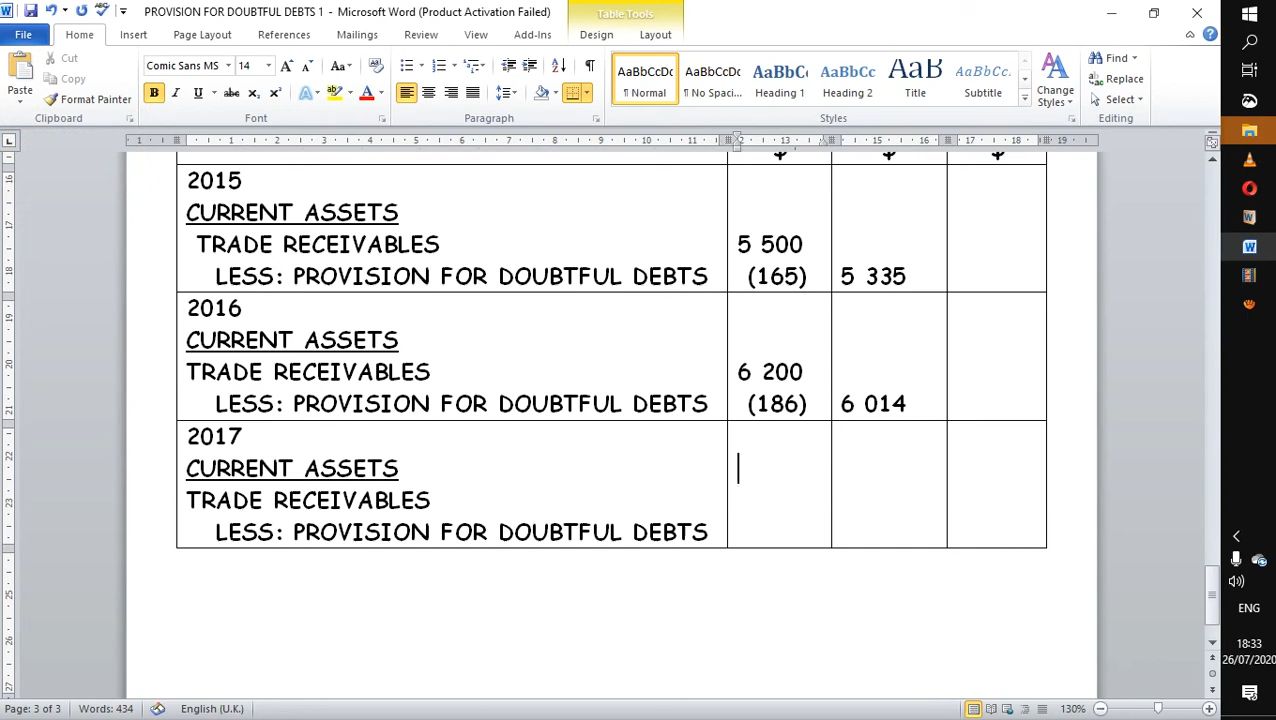 PROVISION FOR DOUBTFUL DEBTS 1 - Microsoft Word (Product Activation Failed)
Table Tools
File Home Insert Page Layout References Mailings Review View Add-Ins Design Layout
Paste
Cut
Copy
Format Painter
Clipboard
Comic Sans MS 14
Font
Paragraph
AaBbCcDc AaBbCcDc AaBbCc AaBbCc AaB AaBbCcDc
¶ Normal ¶ No Spaci... Heading 1 Heading 2 Title Subtitle
Change Styles
Styles
Find
Replace
Select
Editing
2015
CURRENT ASSETS
TRADE RECEIVABLES 5 500
LESS: PROVISION FOR DOUBTFUL DEBTS (165) 5 335
2016
CURRENT ASSETS
TRADE RECEIVABLES 6 200
LESS: PROVISION FOR DOUBTFUL DEBTS (186) 6 014
2017
CURRENT ASSETS
TRADE RECEIVABLES
LESS: PROVISION FOR DOUBTFUL DEBTS
ENG
18:33
26/07/2020
Page: 3 of 3 Words: 434 English (U.K.) 130%